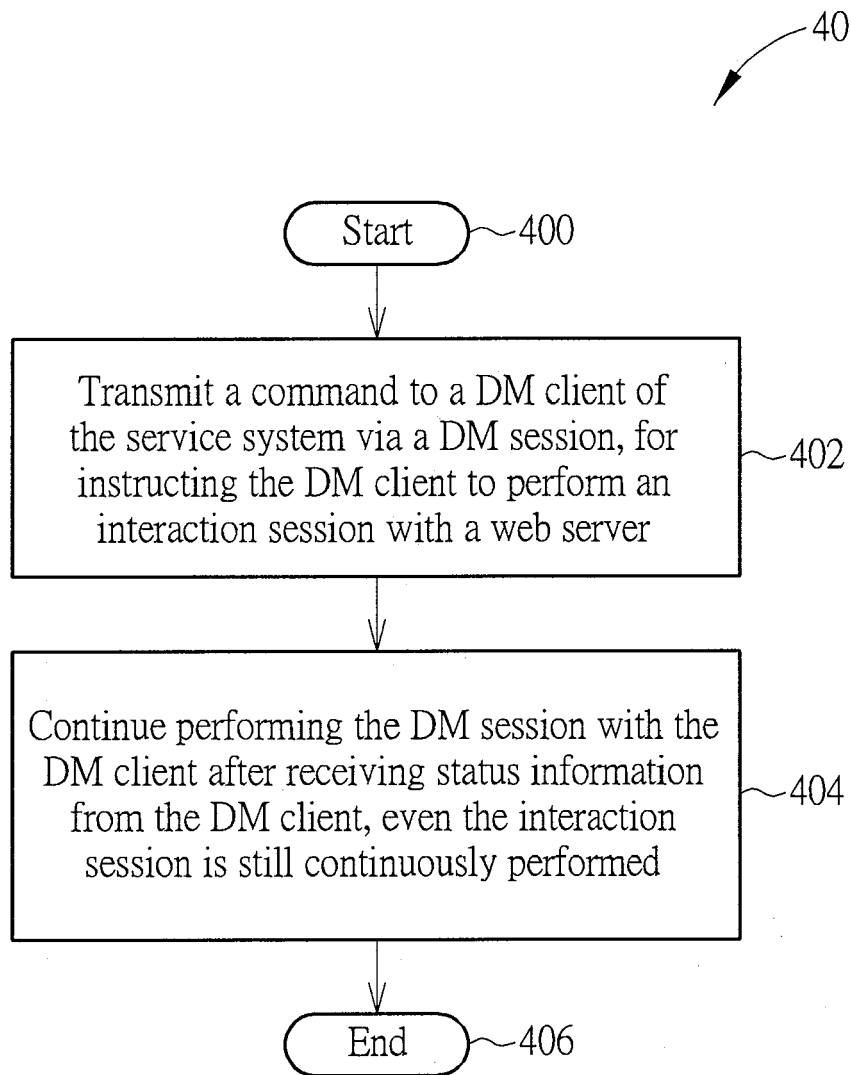 40
Start
400
Transmit a command to a DM client of
the service system via a DM session, for
instructing the DM client to perform an
interaction session with a web server
402
Continue performing the DM session with the
DM client after receiving status information
from the DM client, even the interaction
session is still continuously performed
404
End
406